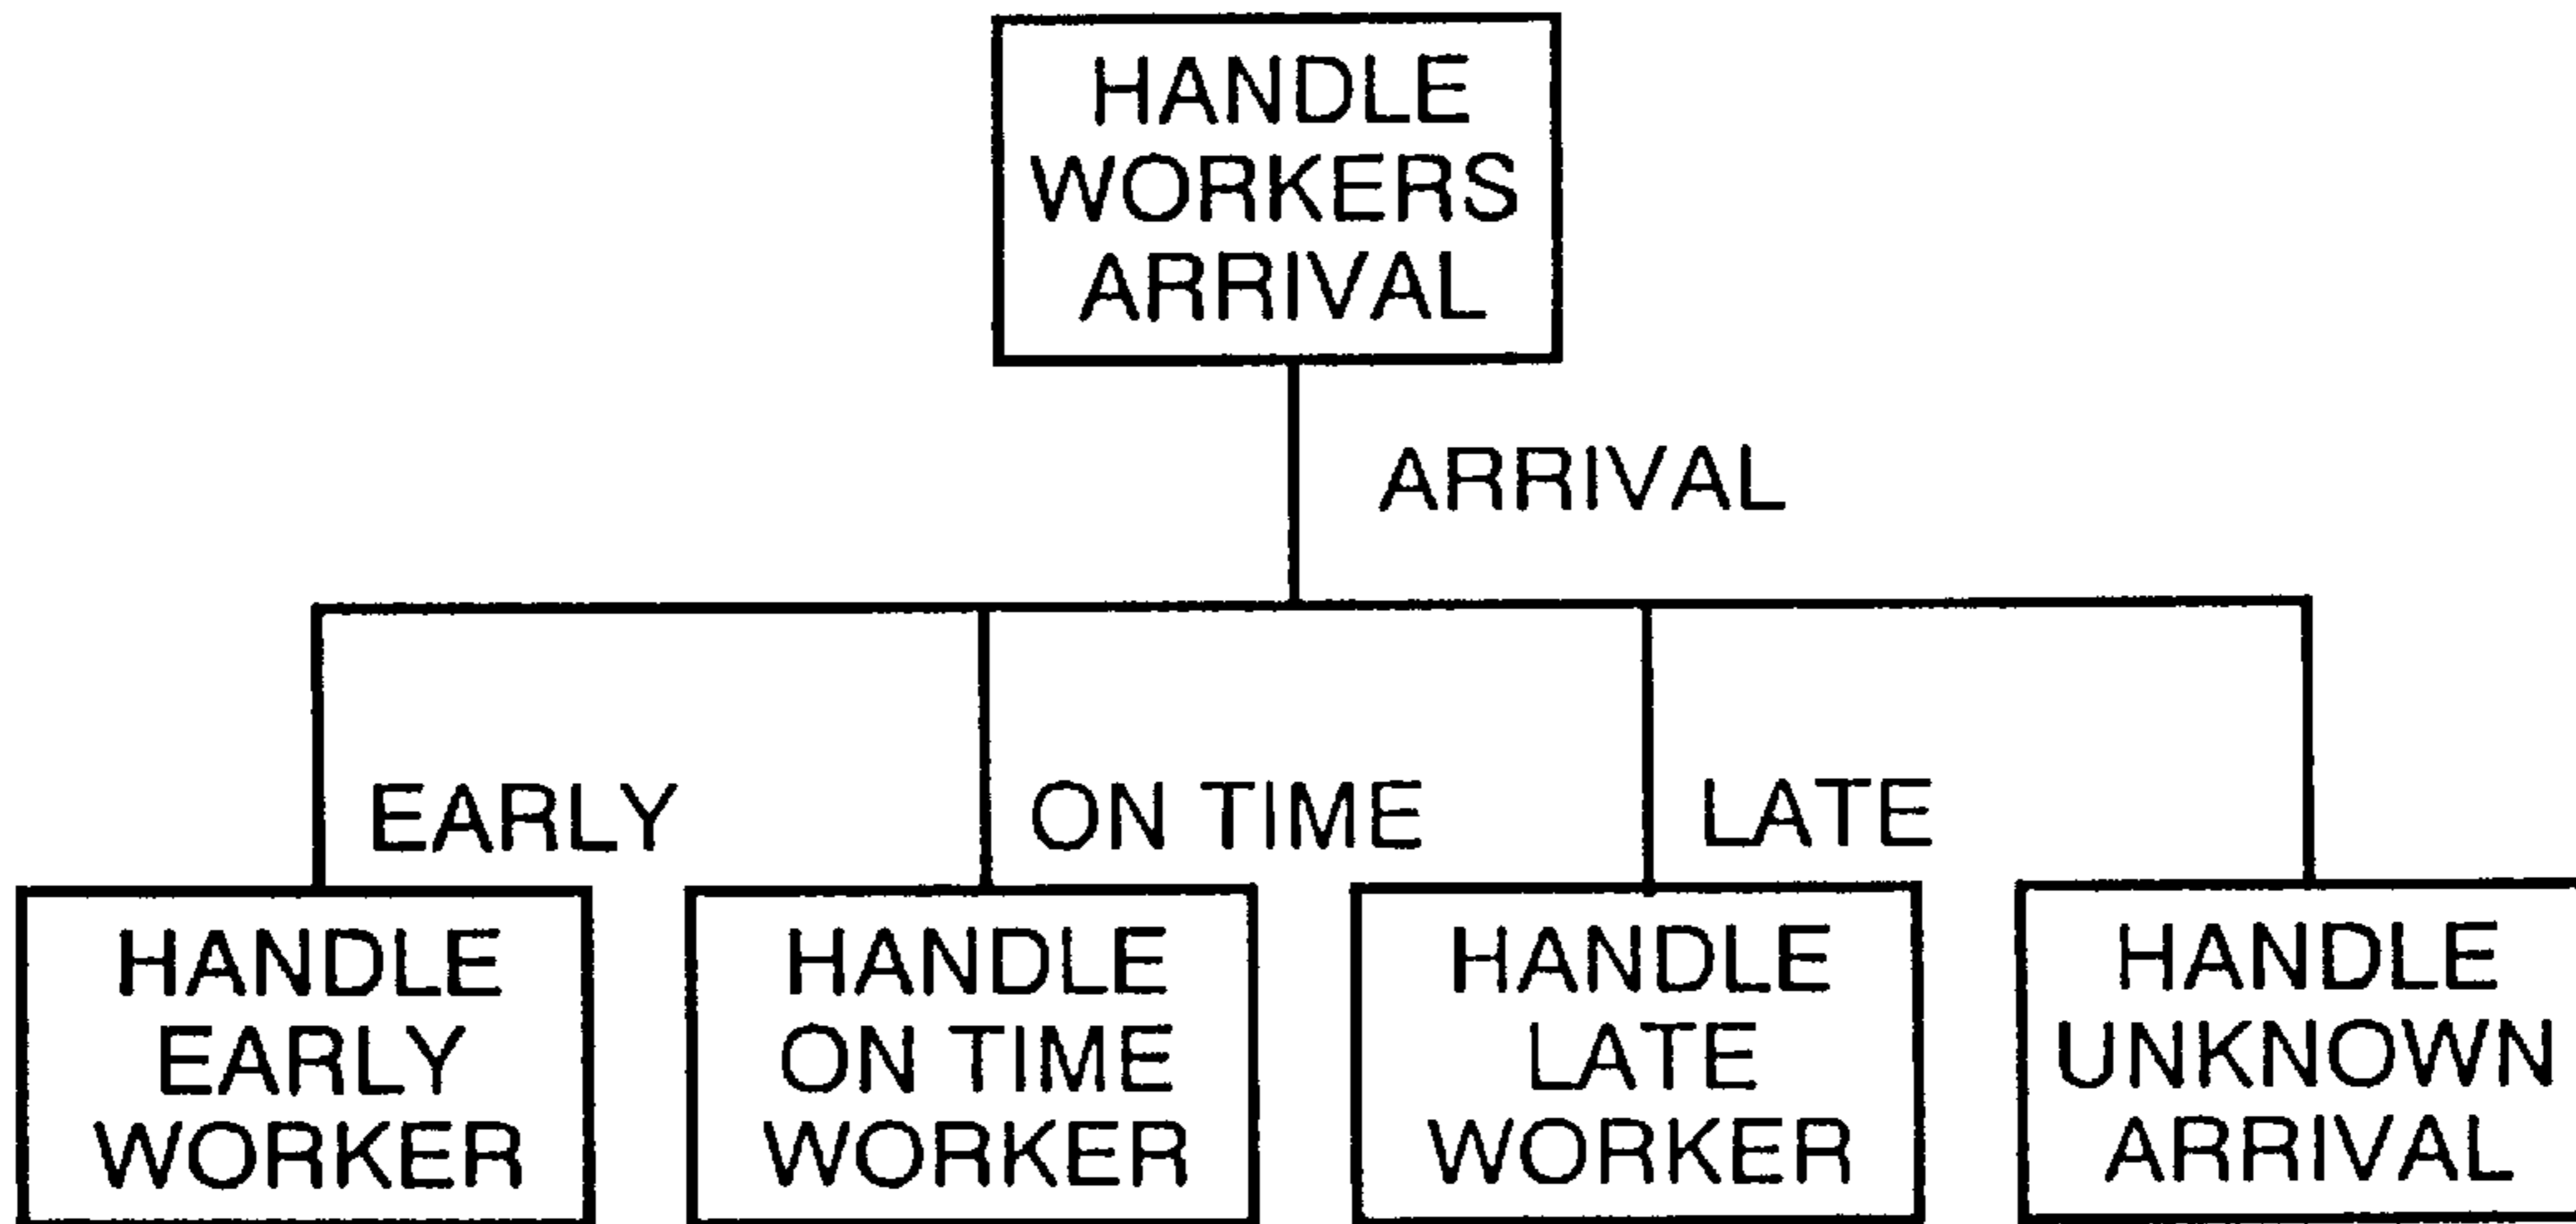 HANDLE
WORKERS
ARRIVAL
ARRIVAL
EARLY
ON TIME
LATE
HANDLE
EARLY
WORKER
HANDLE
ON TIME
WORKER
HANDLE
LATE
WORKER
HANDLE
UNKNOWN
ARRIVAL